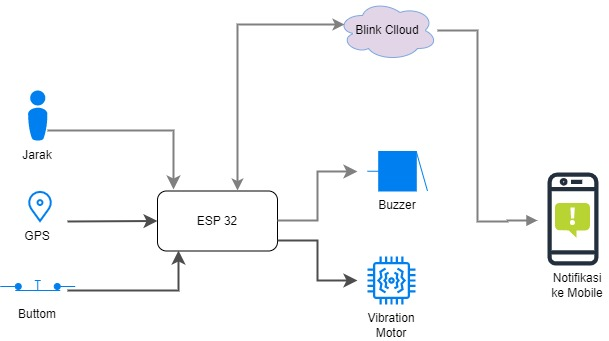 Blink Clloud
Jarak
GPS
ESP 32
Buzzer
T
Buttom
Vibration
Motor
!
Notifikasi
ke Mobile